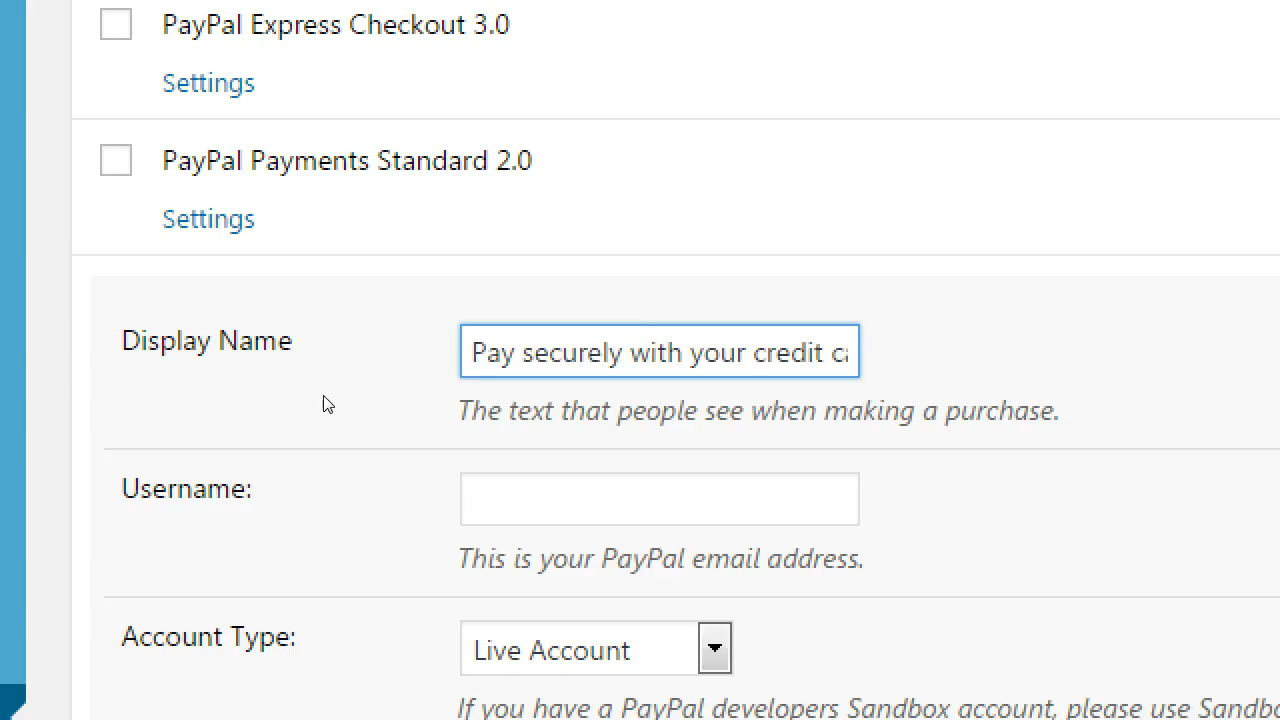 PayPal Express Checkout 3.0
Settings
PayPal Payments Standard 2.0
Settings
Display Name
Pay securely with your credit ca
The text that people see when making a purchase.
Username:
This is your PayPal email address.
Account Type:
Live Account
If you have a PayPal developers Sandbox account, please use Sandbo